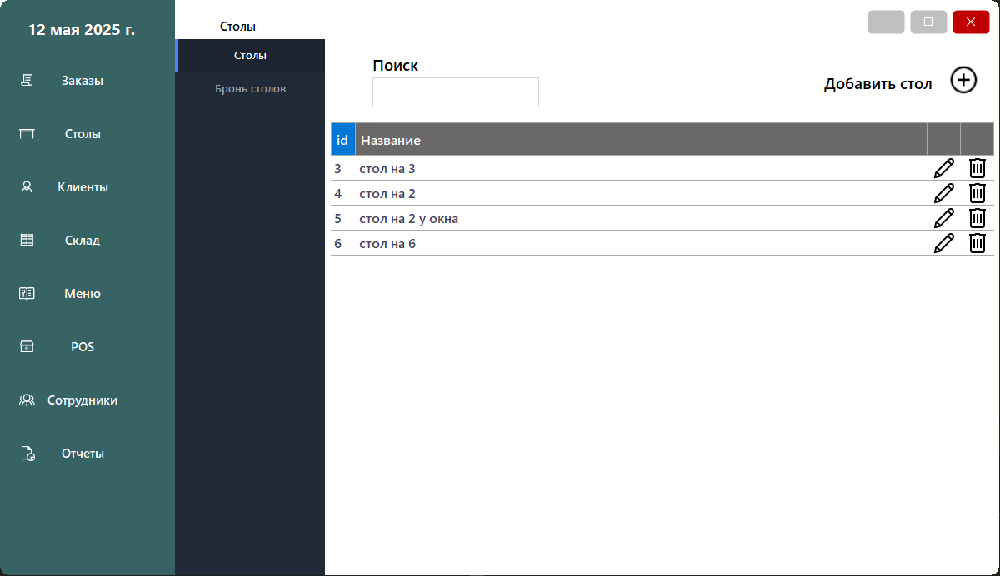 12 мая 2025 г.
Заказы
Столы
Клиенты
Склад
Меню
POS
Сотрудники
Отчеты
Столы
Столы
Бронь столов
Поиск
Добавить стол
id Название
3 стол на 3
4 стол на 2
5 стол на 2 у окна
6 стол на 6